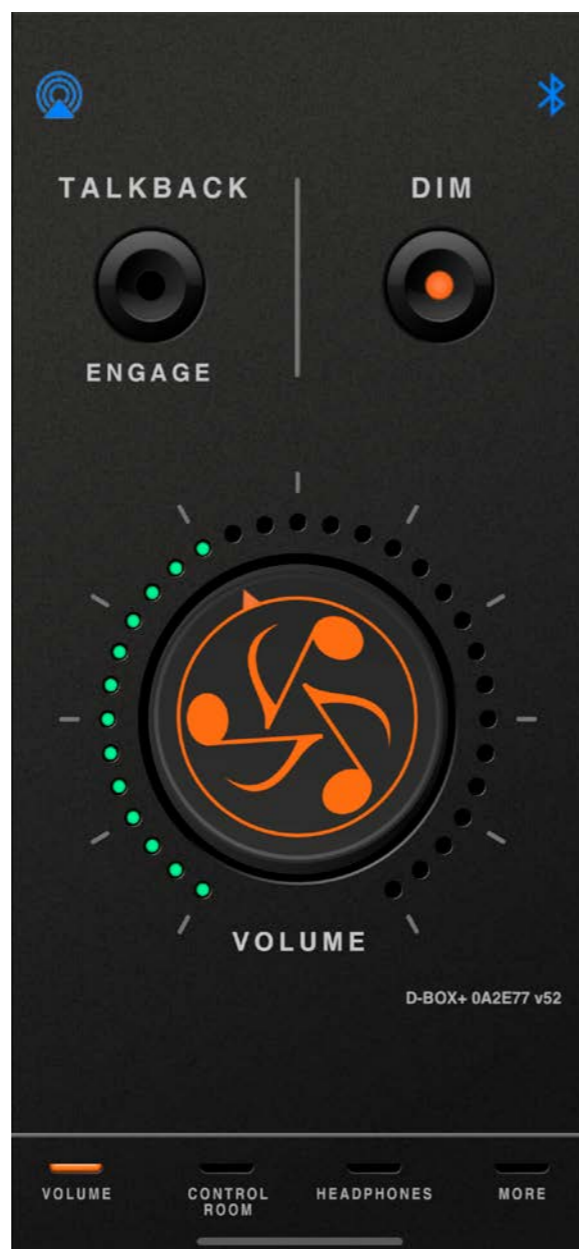 TALKBACK
DIM
ENGAGE
VOLUME
D-BOX+ 0A2E77 v52
VOLUME
CONTROL
ROOM
HEADPHONES
MORE